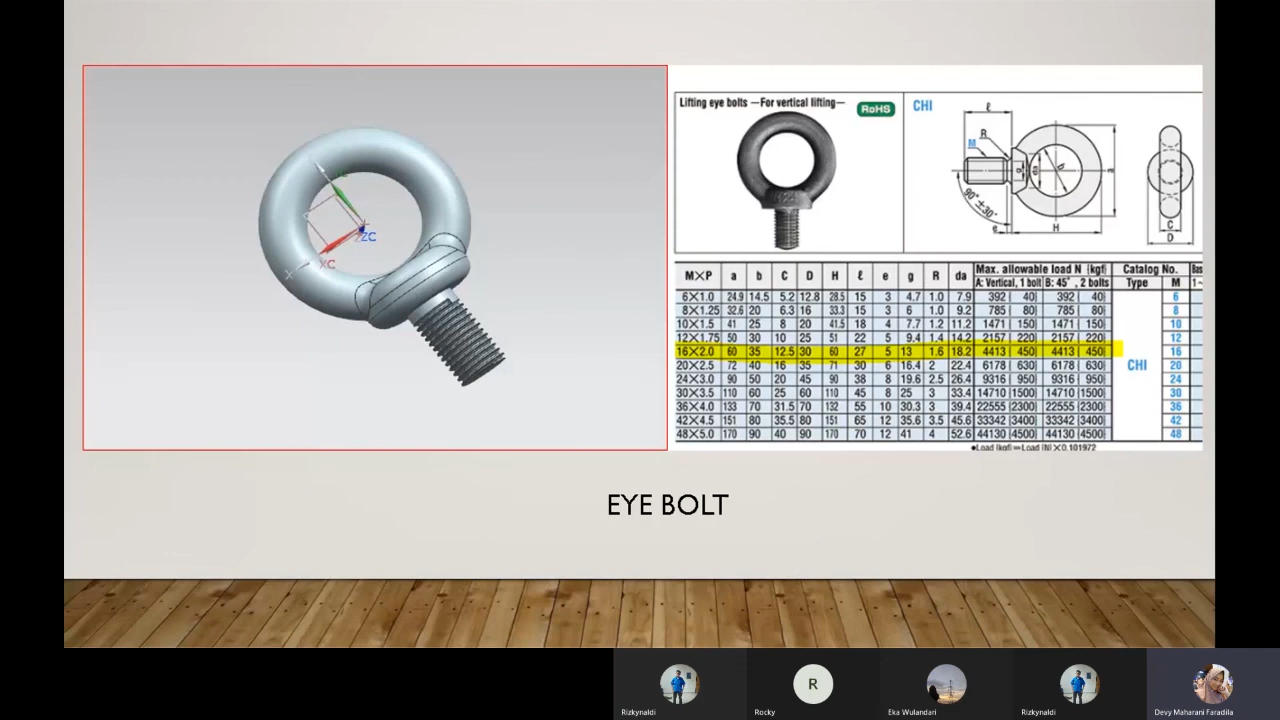 XC
ZC
Lifting eye bolts —For vertical lifting—
RoHS
CHI
ℓ
R
M
b
90°±30°
e
H
a
C
D
M×P a b C D H ℓ e g R da Max. allowable load N {kgf} Catalog No.
A: Vertical, 1 bolt B: 45°, 2 bolts Type M 1~
6×1.0 24.9 14.5 5.2 12.8 28.5 15 3 4.7 1.0 7.9 392 40 392 40 6
8×1.25 32.6 20 6.3 16 33.3 15 3 6 1.2 9.2 785 80 785 80 8
10×1.5 41 25 8 20 41.5 18 4 7.7 1.2 11.2 1471 150 1471 150 10
12×1.75 50 30 10 25 51 22 5 9.4 1.4 14.2 2157 220 2157 220 12
16×2.0 60 35 12.5 30 60 27 5 13 1.6 18.2 4413 450 4413 450 16
CHI
20×2.5 72 40 16 35 71 30 6 16.4 2 22.4 6178 630 6178 630 20
24×3.0 90 50 20 45 90 38 8 19.6 2.5 26.4 9316 950 9316 950 24
30×3.5 110 60 25 60 110 45 8 25 3 33.4 14710 1500 14710 1500 30
36×4.0 133 70 31.5 70 132 55 10 30.3 3 39.4 22555 2300 22555 2300 36
42×4.5 151 80 35.5 80 151 65 12 35.6 3.5 45.6 33342 3400 33342 3400 42
48×5.0 170 90 40 90 170 70 12 41 4 52.6 44130 4500 44130 4500 48
●Load {kgf}=Load {N}×0.101972
EYE BOLT
R
Rizkynaldi
Rocky
Eka Wulandari
Rizkynaldi
Devy Maharani Faradila